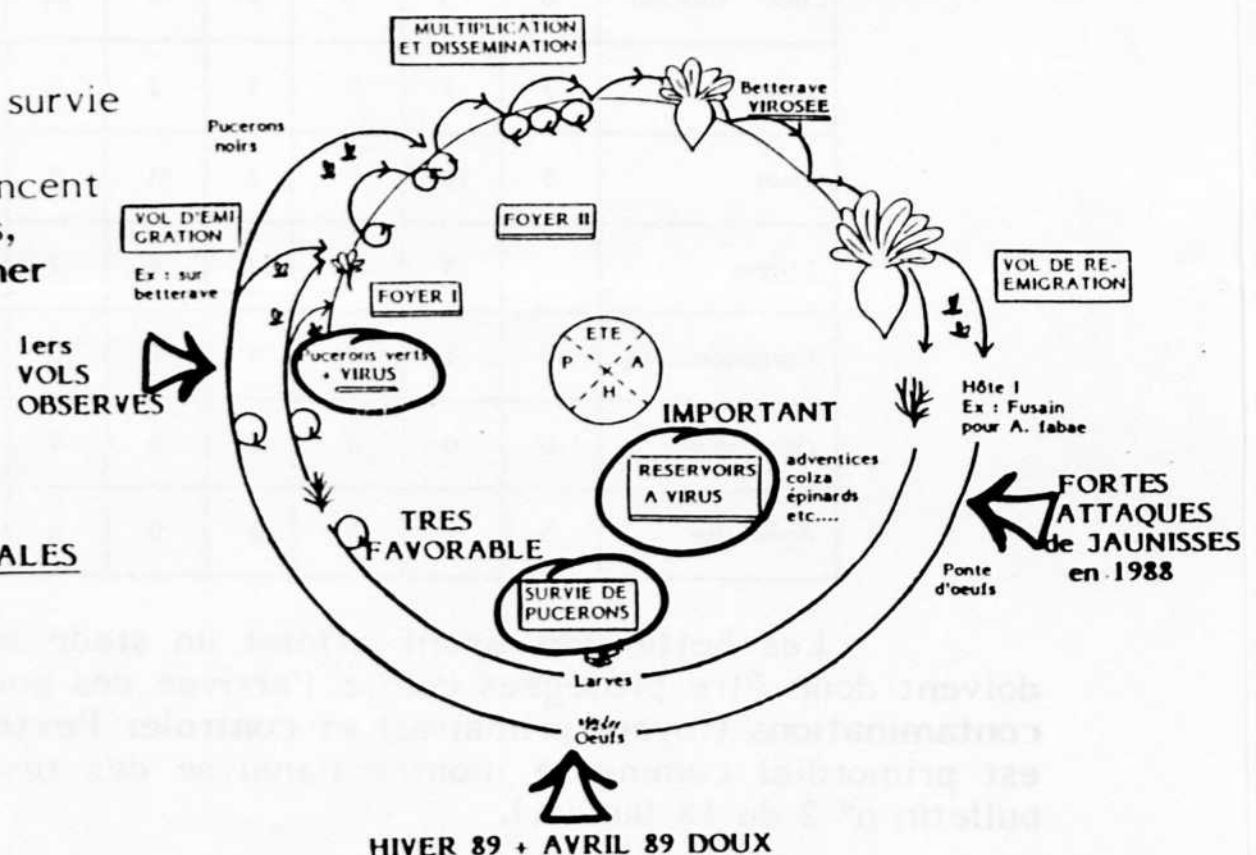 MULTIPLICATION
ET DISSEMINATION
survie
Pucerons
noirs
Betterave
VIROSEE
ncent
VOL D'EMI
GRATION
FOYER II
Ex : sur
betterave
FOYER I
VOL DE RE-
EMIGRATION
1ers
VOLS
OBSERVES
Pucerons verts
+ VIRUS
ETE
P
A
H
Hôte I
Ex : Fusain
pour A. fabae
IMPORTANT
RESERVOIRS
A VIRUS
adventices
colza
épinards
etc....
TRES
FAVORABLE
FORTES
ATTAQUES
de JAUNISSES
en 1988
ALES
SURVIE DE
PUCERONS
Ponte
d'oeufs
Larves
Oeufs
HIVER 89 + AVRIL 89 DOUX